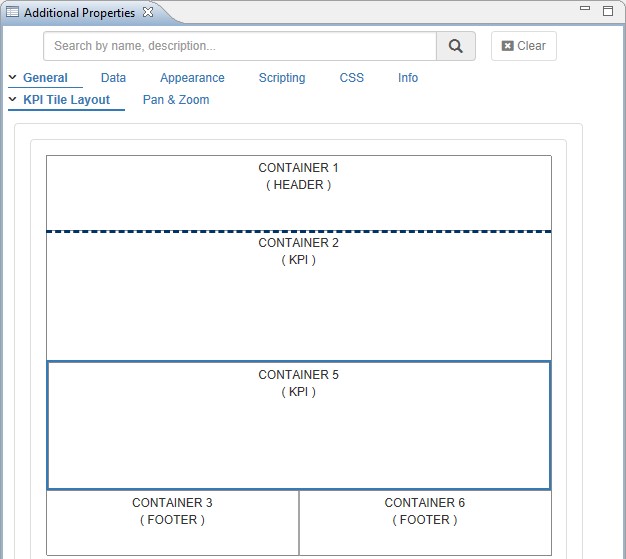 Additional Properties
Search by name, description...
Clear
General Data Appearance Scripting CSS Info
KPI Tile Layout Pan & Zoom
CONTAINER 1
( HEADER )
CONTAINER 2
( KPI )
CONTAINER 5
( KPI )
CONTAINER 3
( FOOTER )
CONTAINER 6
( FOOTER )